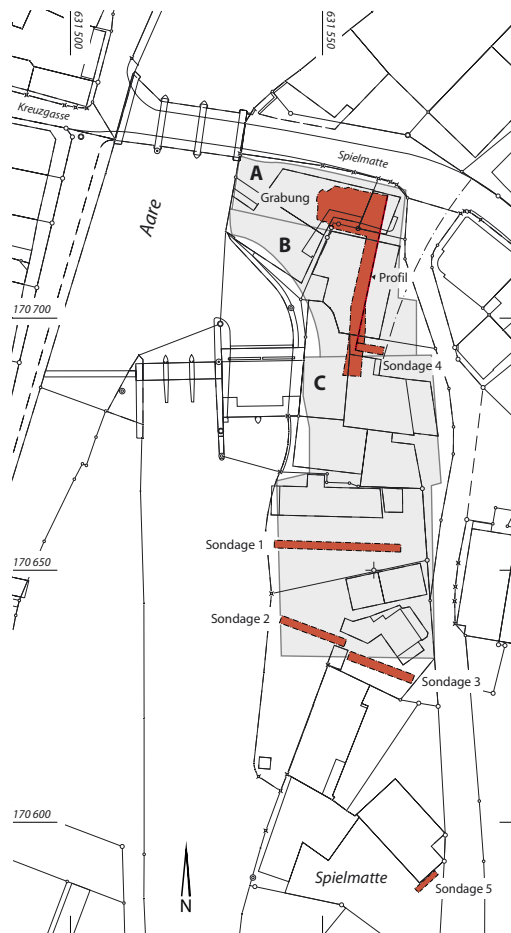 631 500
631 550
Kreuzgasse
Spielmatte
A
Grabung
Aare
B
Profil
170 700
Sondage 4
C
Sondage 1
170 650
Sondage 2
Sondage 3
170 600
Spielmatte
Sondage 5
N